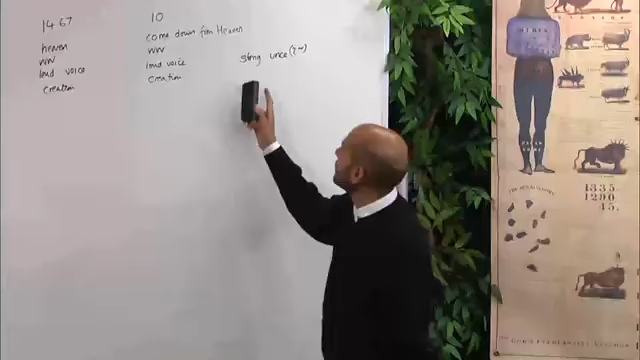 14 6 7
heaven
WW
loud voice
creation
10
come down from Heaven
WW
loud voice
creation
strong voice
1335
1290
45